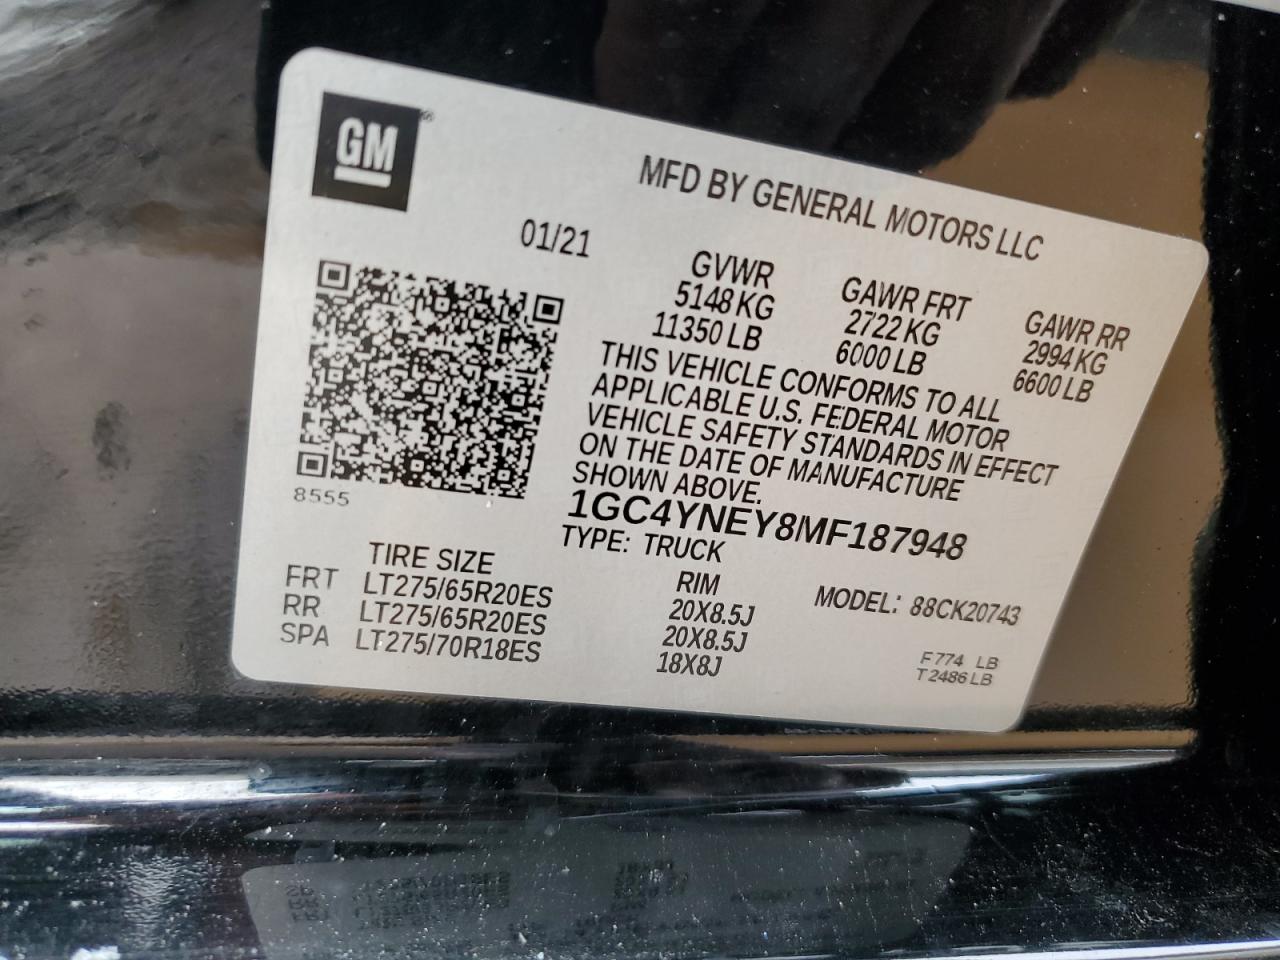 GM
MFD BY GENERAL MOTORS LLC
01/21
GVWR
5148 KG
11350 LB
GAWR FRT
2722 KG
6000 LB
GAWR RR
2994 KG
6600 LB
THIS VEHICLE CONFORMS TO ALL
APPLICABLE U.S. FEDERAL MOTOR
VEHICLE SAFETY STANDARDS IN EFFECT
ON THE DATE OF MANUFACTURE
SHOWN ABOVE.
1GC4YNEY8MF187948
TYPE: TRUCK
8555
TIRE SIZE RIM
FRT LT275/65R20ES 20X8.5J
RR LT275/65R20ES 20X8.5J
SPA LT275/70R18ES 18X8J
MODEL: 88CK20743
F 774 LB
T 2486 LB